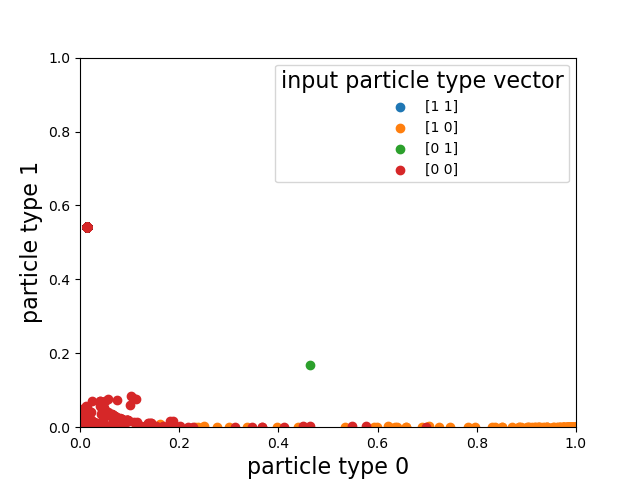 input particle type vector
[1 1]
[1 0]
[0 1]
[0 0]
1.0
0.8
0.6
0.4
0.2
0.0
particle type 1
0.0 0.2 0.4 0.6 0.8 1.0
particle type 0